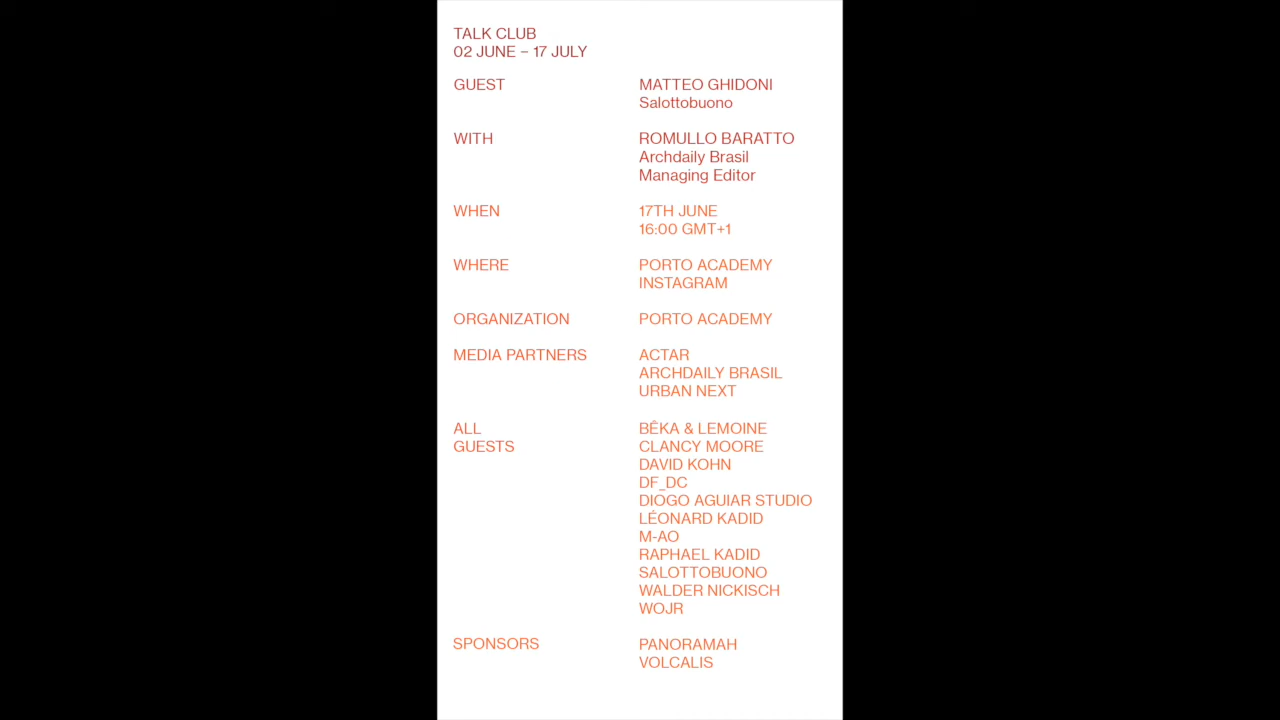 TALK CLUB
02 JUNE – 17 JULY
GUEST
MATTEO GHIDONI
Salottobuono
WITH
ROMULLO BARATTO
Archdaily Brasil
Managing Editor
WHEN
17TH JUNE
16:00 GMT+1
WHERE
PORTO ACADEMY
INSTAGRAM
ORGANIZATION
PORTO ACADEMY
MEDIA PARTNERS
ACTAR
ARCHDAILY BRASIL
URBAN NEXT
ALL
GUESTS
BÊKA & LEMOINE
CLANCY MOORE
DAVID KOHN
DF_DC
DIOGO AGUIAR STUDIO
LÉONARD KADID
M-AO
RAPHAEL KADID
SALOTTOBUONO
WALDER NICKISCH
WOJR
SPONSORS
PANORAMAH
VOLCALIS